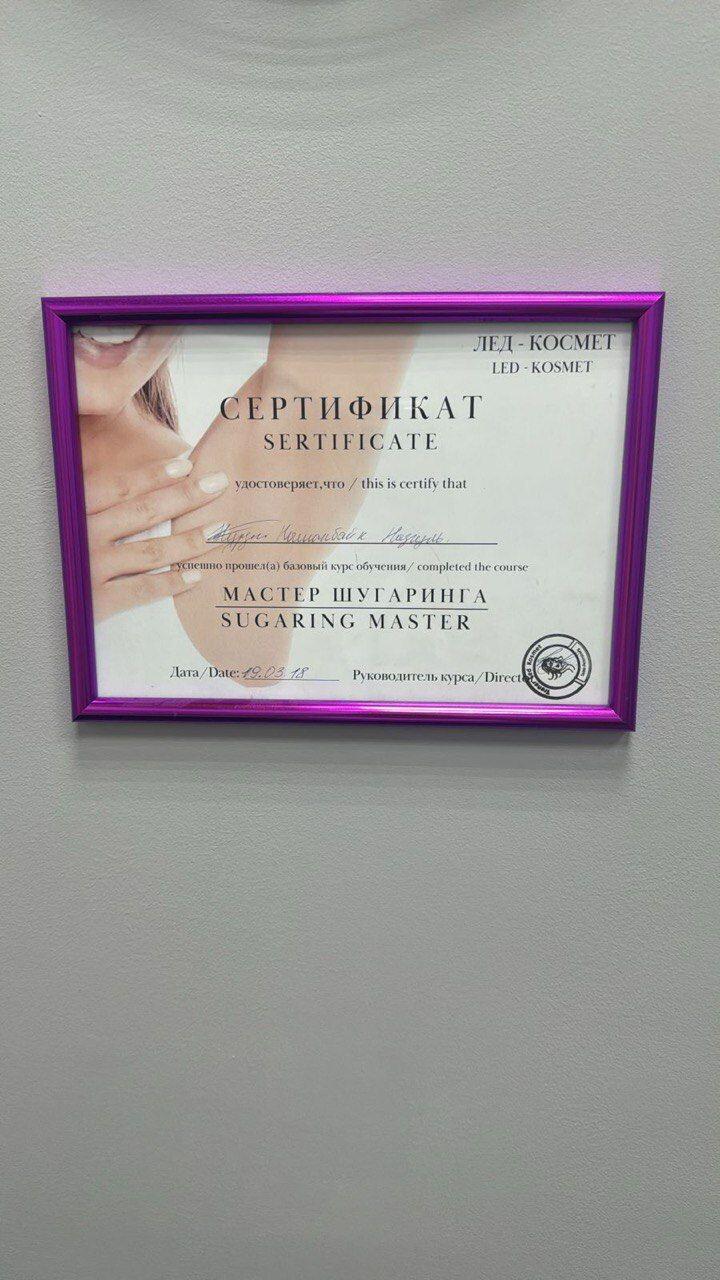 ЛЕД - КОСМЕТ
LED - KOSMET
СЕРТИФИКАТ
SERTIFICATE
удостоверяет,что / this is certify that
Назгуль
успешно прошел(а) базовый курс обучения/ completed the course
МАСТЕР ШУГАРИНГА
SUGARING MASTER
Дата/Date: 19.03.18 Руководитель курса/Direct